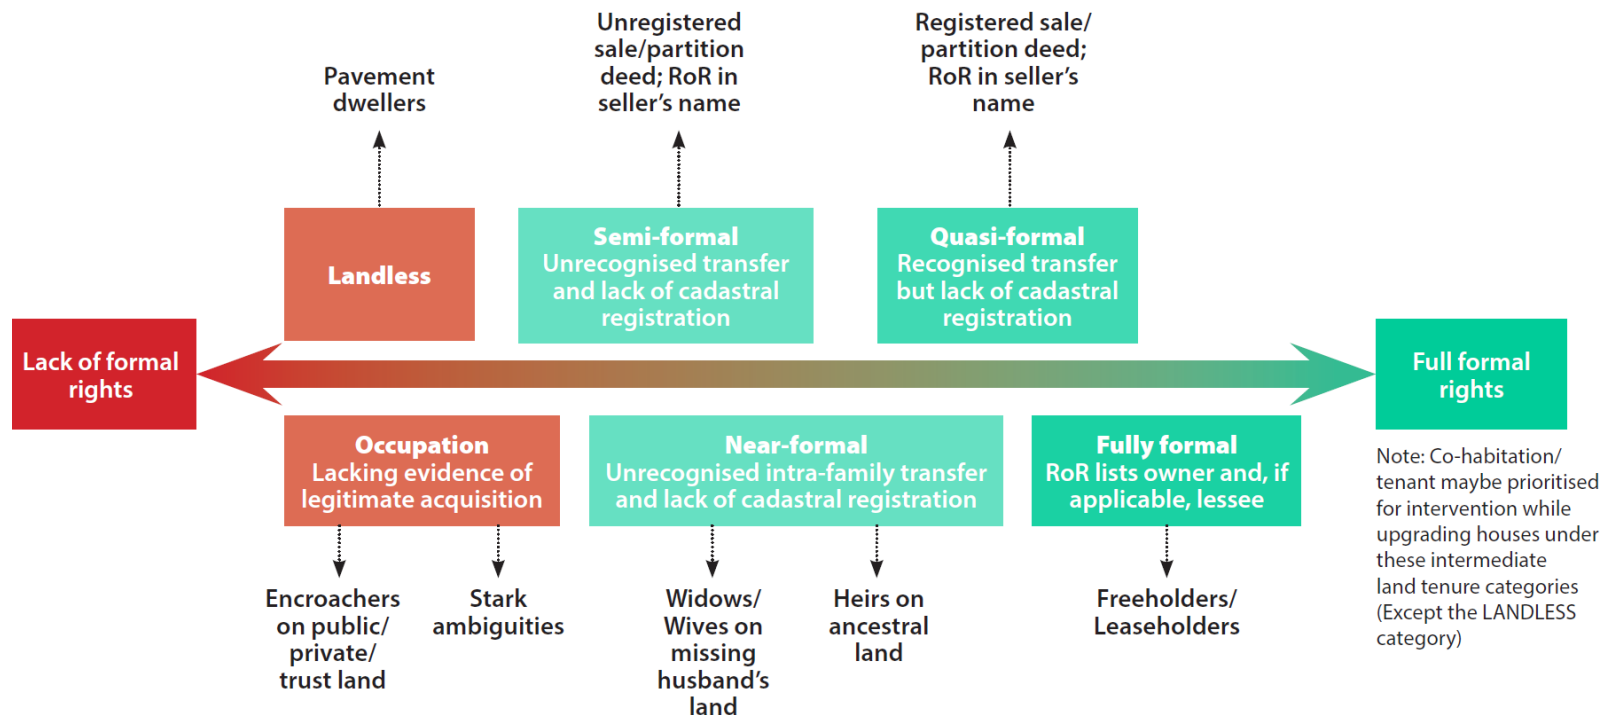 Pavement
dwellers
Unregistered
sale/partition
deed; RoR in
seller’s name
Registered sale/
partition deed;
RoR in seller’s
name
Landless
Semi-formal
Unrecognised transfer
and lack of cadastral
registration
Quasi-formal
Recognised transfer
but lack of cadastral
registration
Lack of formal
rights
Full formal
rights
Occupation
Lacking evidence of
legitimate acquisition
Near-formal
Unrecognised intra-family transfer
and lack of cadastral registration
Fully formal
RoR lists owner and, if
applicable, lessee
Encroachers
on public/
private/
trust land
Stark
ambiguities
Widows/
Wives on
missing
husband’s
land
Heirs on
ancestral
land
Freeholders/
Leaseholders
Note: Co-habitation/
tenant maybe prioritised
for intervention while
upgrading houses under
these intermediate
land tenure categories
(Except the LANDLESS
category)